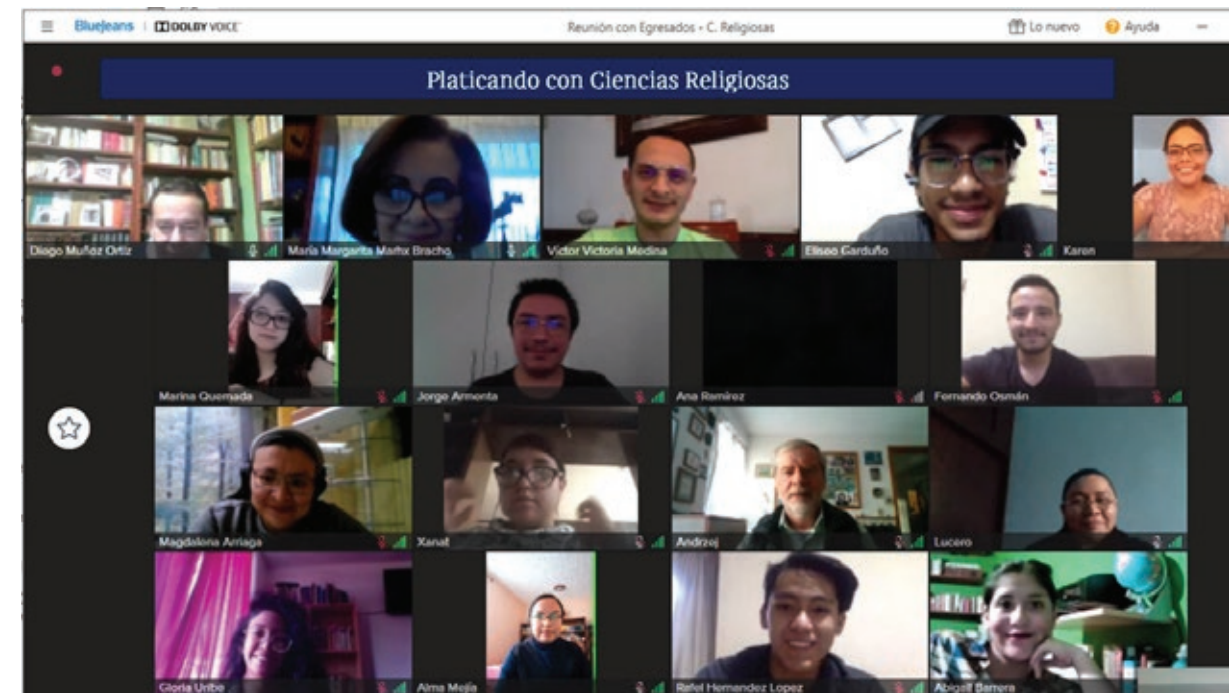 BlueJeans | DOLBY VOICE
Reunión con Egresados - C. Religiosas
Lo nuevo
Ayuda
Platicando con Ciencias Religiosas
Diego Muñoz Ortiz
María Margarita Marhx Bracho
Victor Victoria Medina
Eliseo Garduño
Karen
Marina Quemada
Jorge Armenta
Ana Remirez
Fernando Osmán
Magdalena Arriaga
Xanat
Andrzej
Lucero
Gloria Uribe
Alma Mejía
Rafel Hernandez Lopez
Abigail Barrera